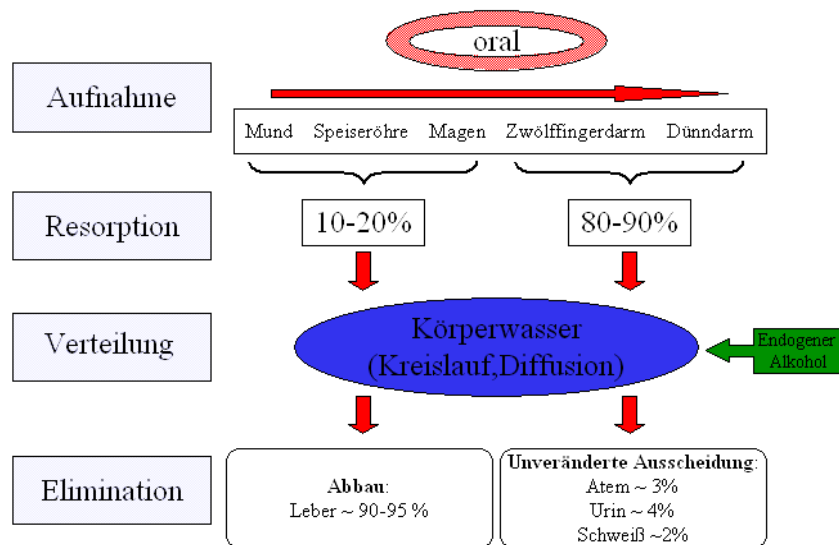 oral
Aufnahme
Mund Speiseröhre Magen Zwölffingerdarm Dünndarm
Resorption
10-20%
80-90%
Verteilung
Körperwasser
(Kreislauf,Diffusion)
Endogener
Alkohol
Elimination
Abbau:
Leber ~ 90-95 %
Unveränderte Ausscheidung:
Atem ~ 3%
Urin ~ 4%
Schweiß ~2%